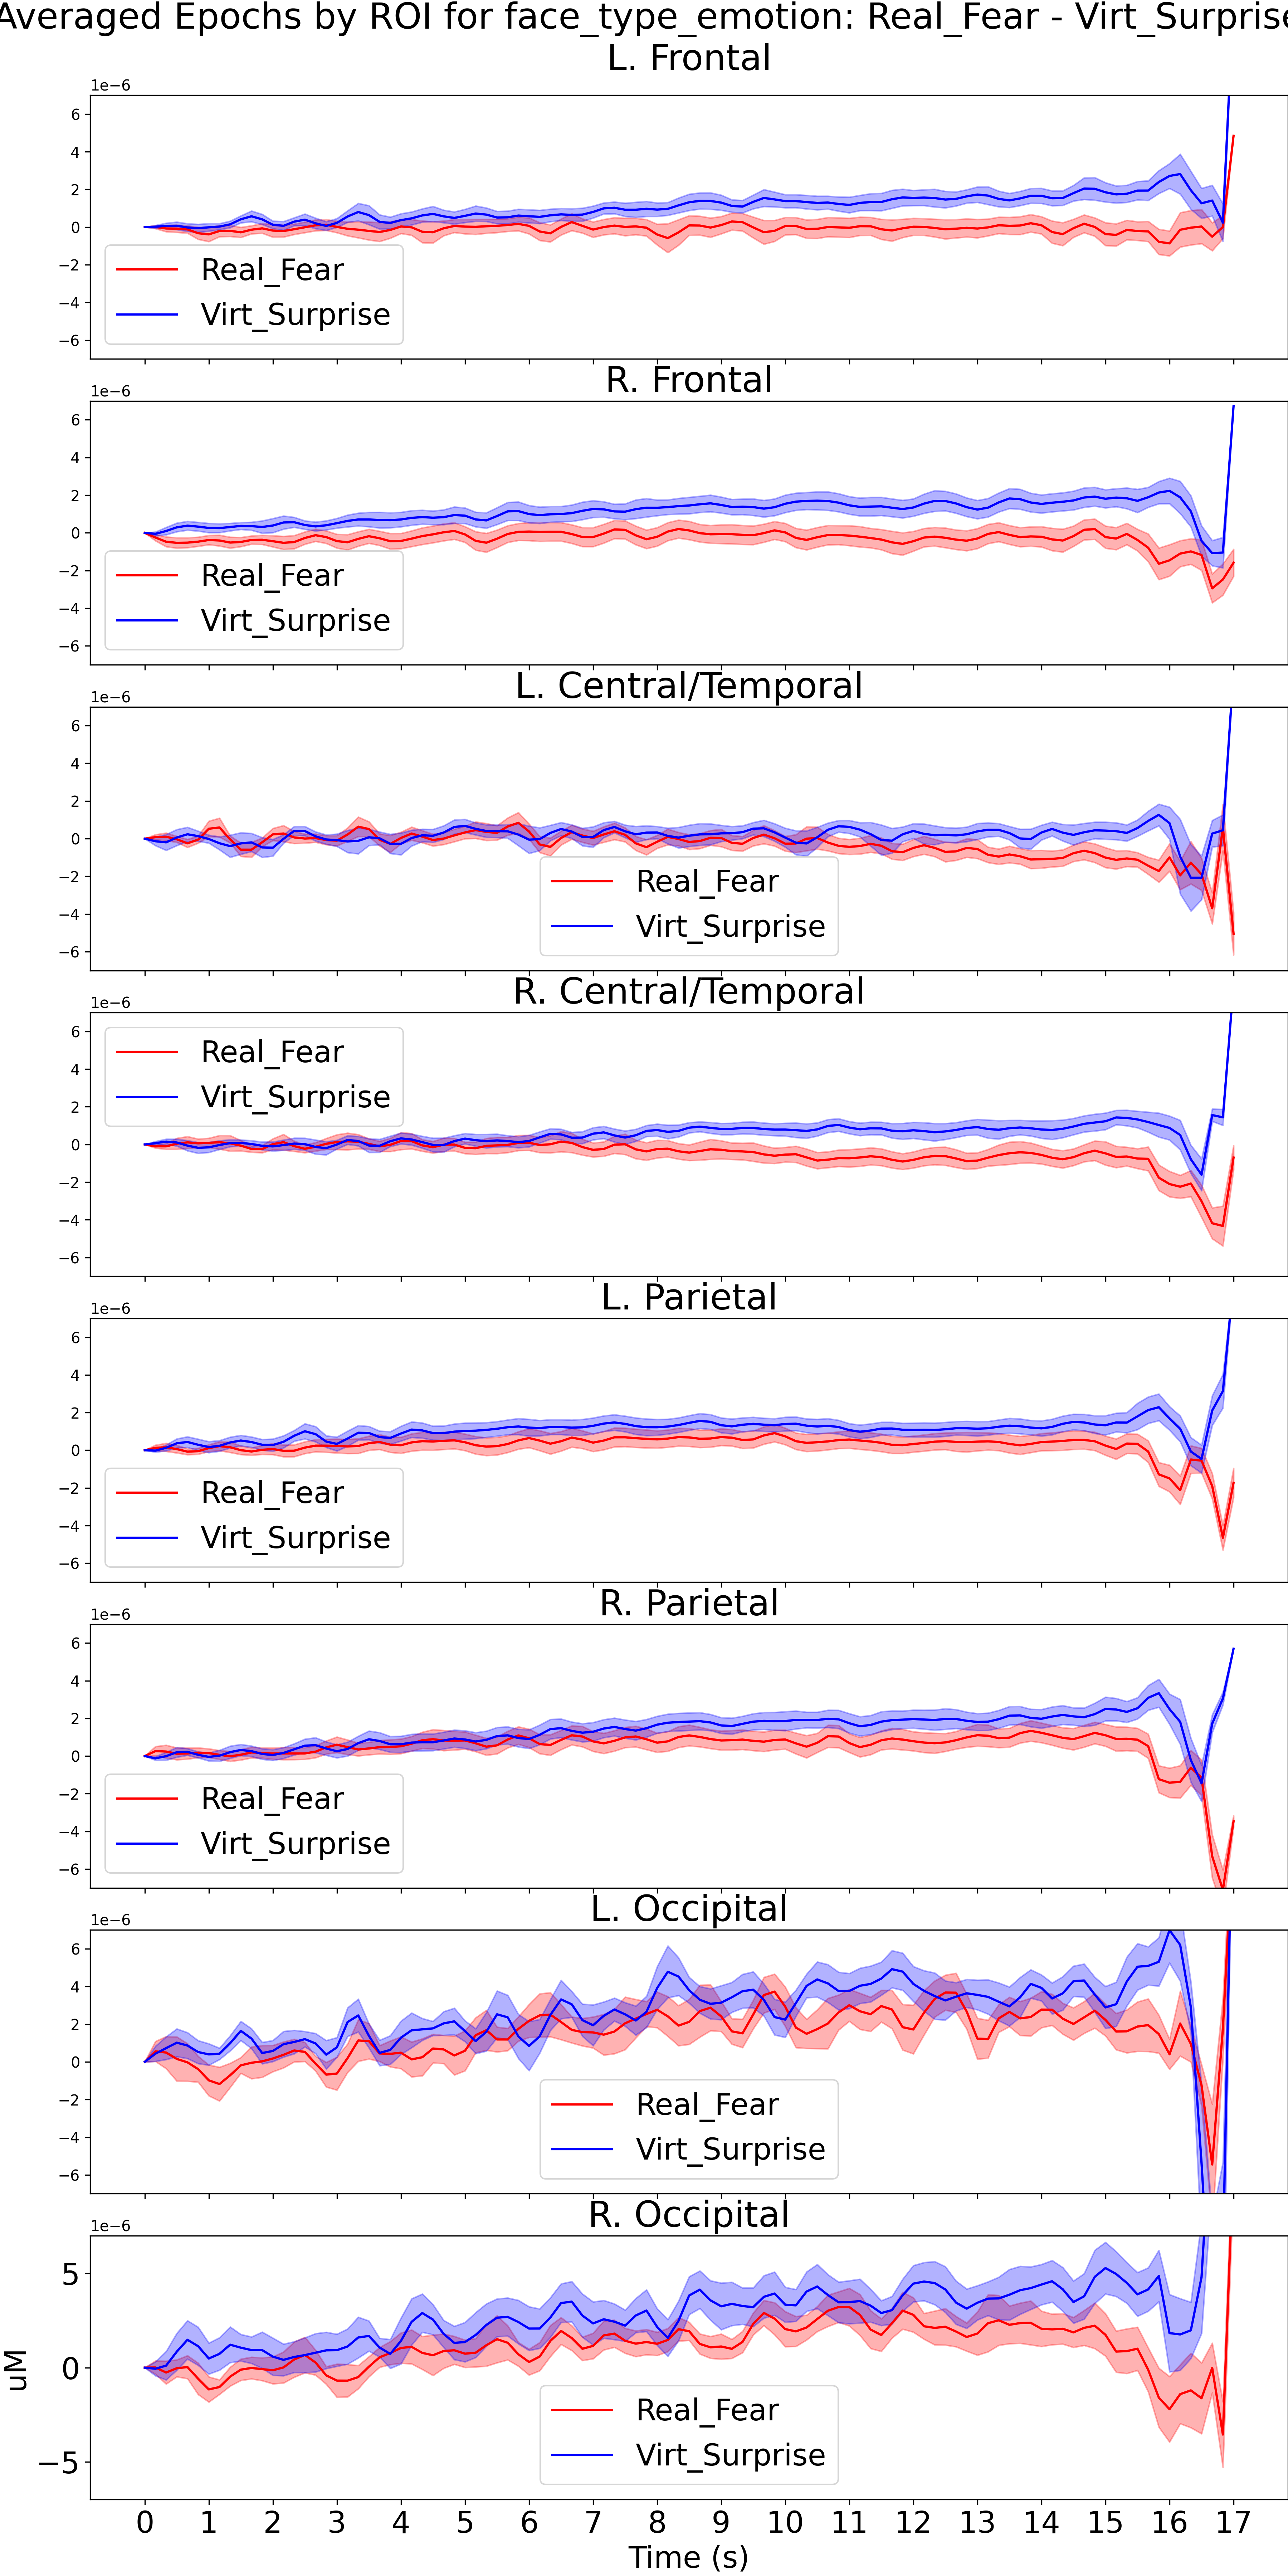 Averaged Epochs by ROI for face_type_emotion: Real_Fear - Virt_Surprise
L. Frontal
1e−6
6
4
2
0
−2
−4
−6
Real_Fear
Virt_Surprise
R. Frontal
1e−6
6
4
2
0
−2
−4
−6
Real_Fear
Virt_Surprise
L. Central/Temporal
1e−6
6
4
2
0
−2
−4
−6
Real_Fear
Virt_Surprise
R. Central/Temporal
1e−6
6
4
2
0
−2
−4
−6
Real_Fear
Virt_Surprise
L. Parietal
1e−6
6
4
2
0
−2
−4
−6
Real_Fear
Virt_Surprise
R. Parietal
1e−6
6
4
2
0
−2
−4
−6
Real_Fear
Virt_Surprise
L. Occipital
1e−6
6
4
2
0
−2
−4
−6
Real_Fear
Virt_Surprise
R. Occipital
1e−6
5
0
−5
uM
Real_Fear
Virt_Surprise
0 1 2 3 4 5 6 7 8 9 10 11 12 13 14 15 16 17
Time (s)